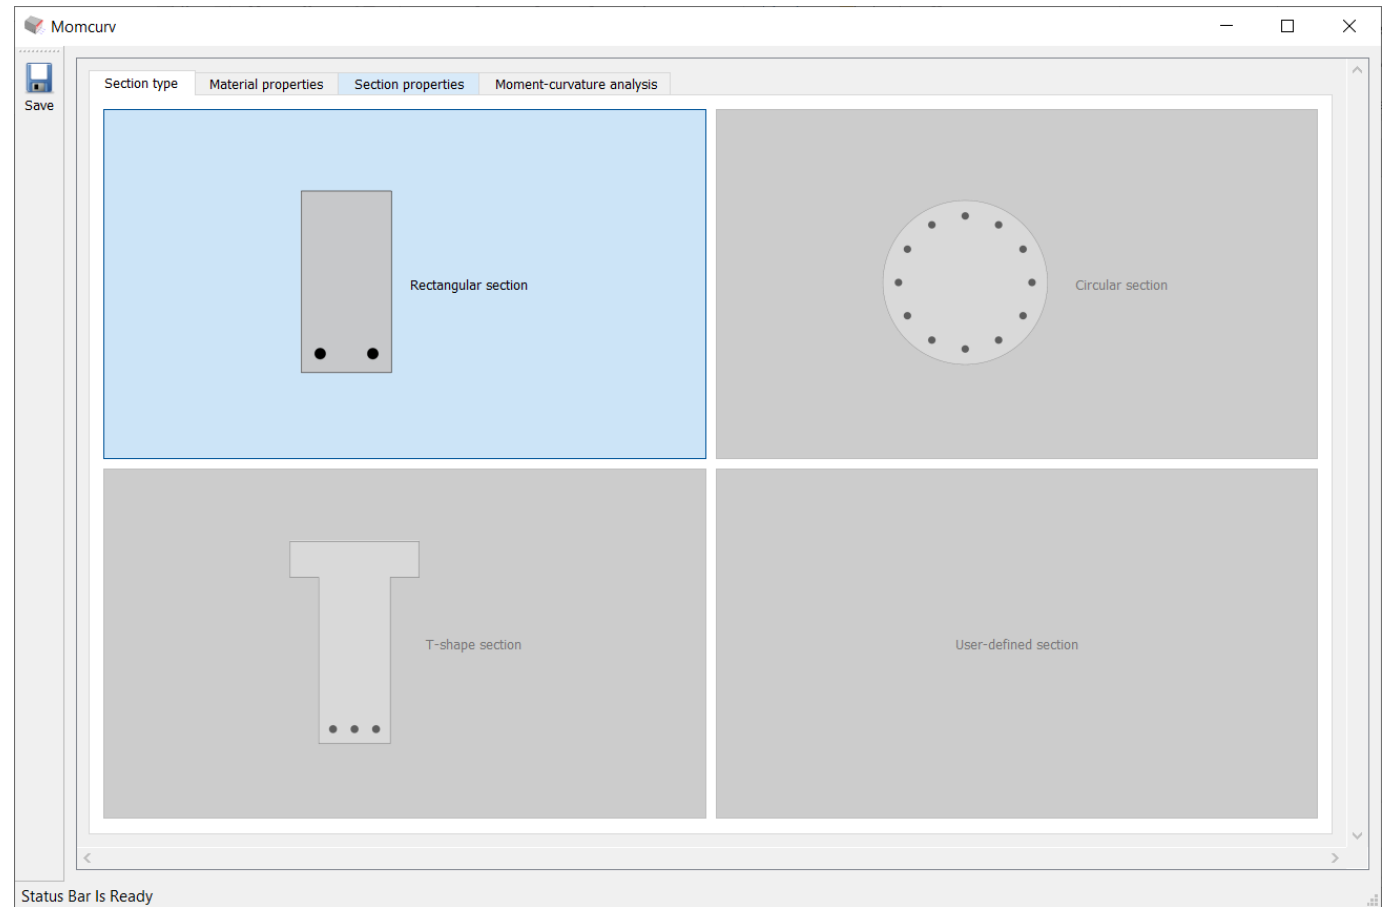 Momcurv
Save
Section type Material properties Section properties Moment-curvature analysis
Rectangular section
Circular section
T-shape section
User-defined section
Status Bar Is Ready